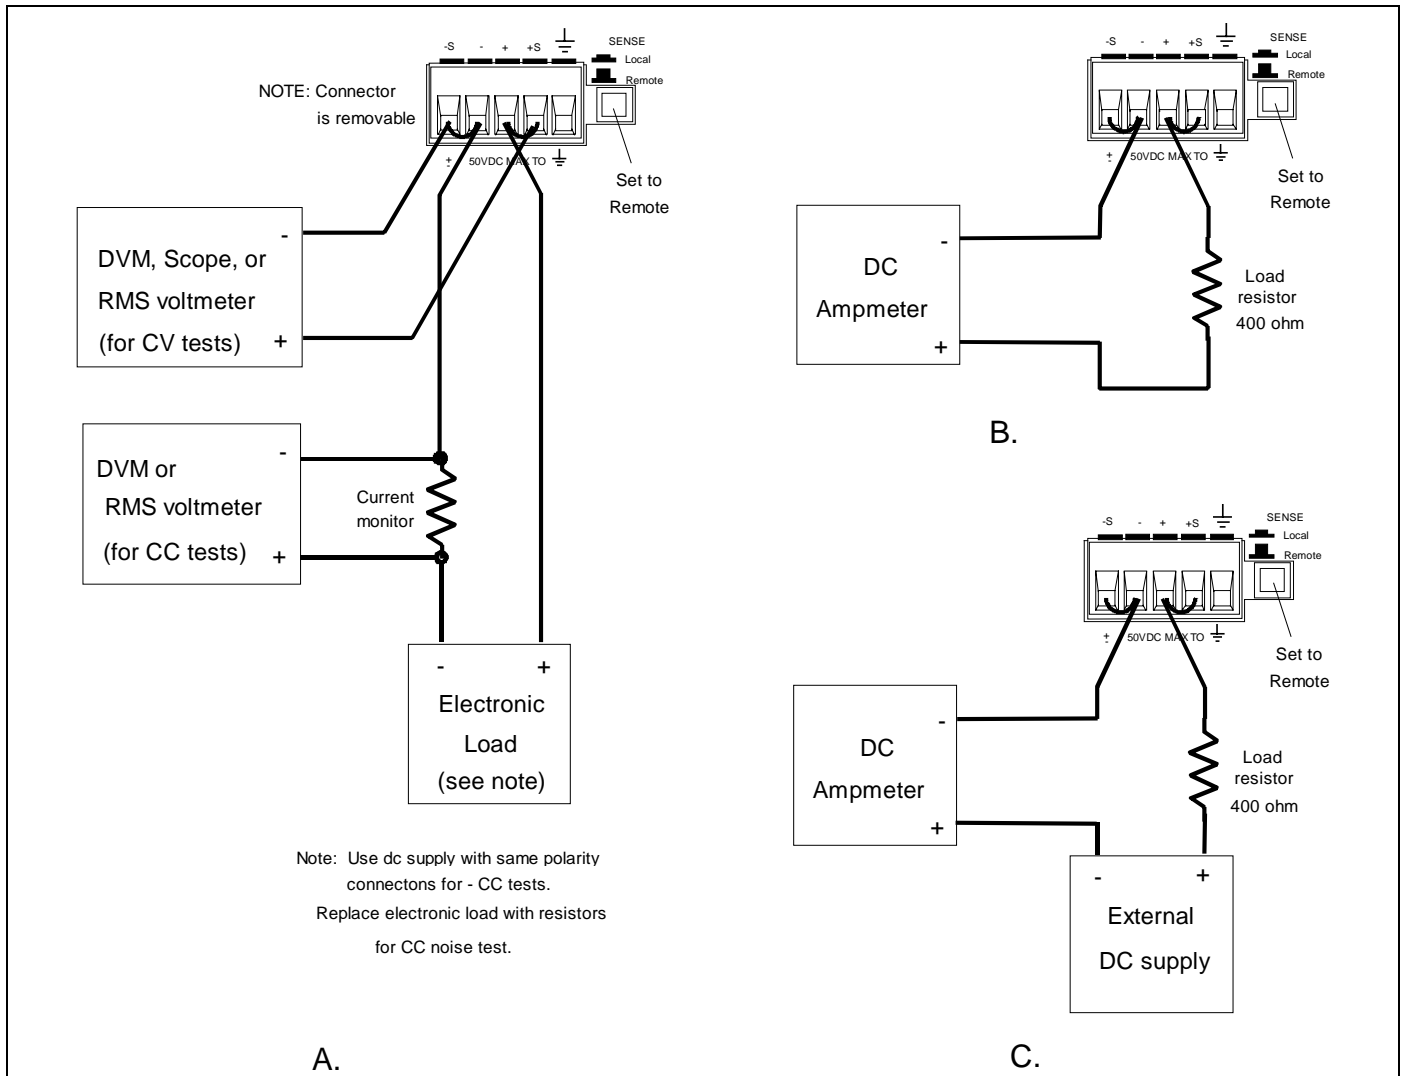 -S - + +S
SENSE
Local
Remote
NOTE: Connector
is removable
+
-
50VDC MAX TO
Set to
Remote
-
DVM, Scope, or
RMS voltmeter
(for CV tests)
+
-
DVM or
RMS voltmeter
(for CC tests)
+
Current
monitor
- +
Electronic
Load
(see note)
Note: Use dc supply with same polarity
connectons for - CC tests.
Replace electronic load with resistors
for CC noise test.
A.
-S - + +S
SENSE
Local
Remote
+
-
50VDC MAX TO
Set to
Remote
-
DC
Ampmeter
+
Load
resistor
400 ohm
B.
-S - + +S
SENSE
Local
Remote
+
-
50VDC MAX TO
Set to
Remote
-
DC
Ampmeter
+
Load
resistor
400 ohm
- +
External
DC supply
C.